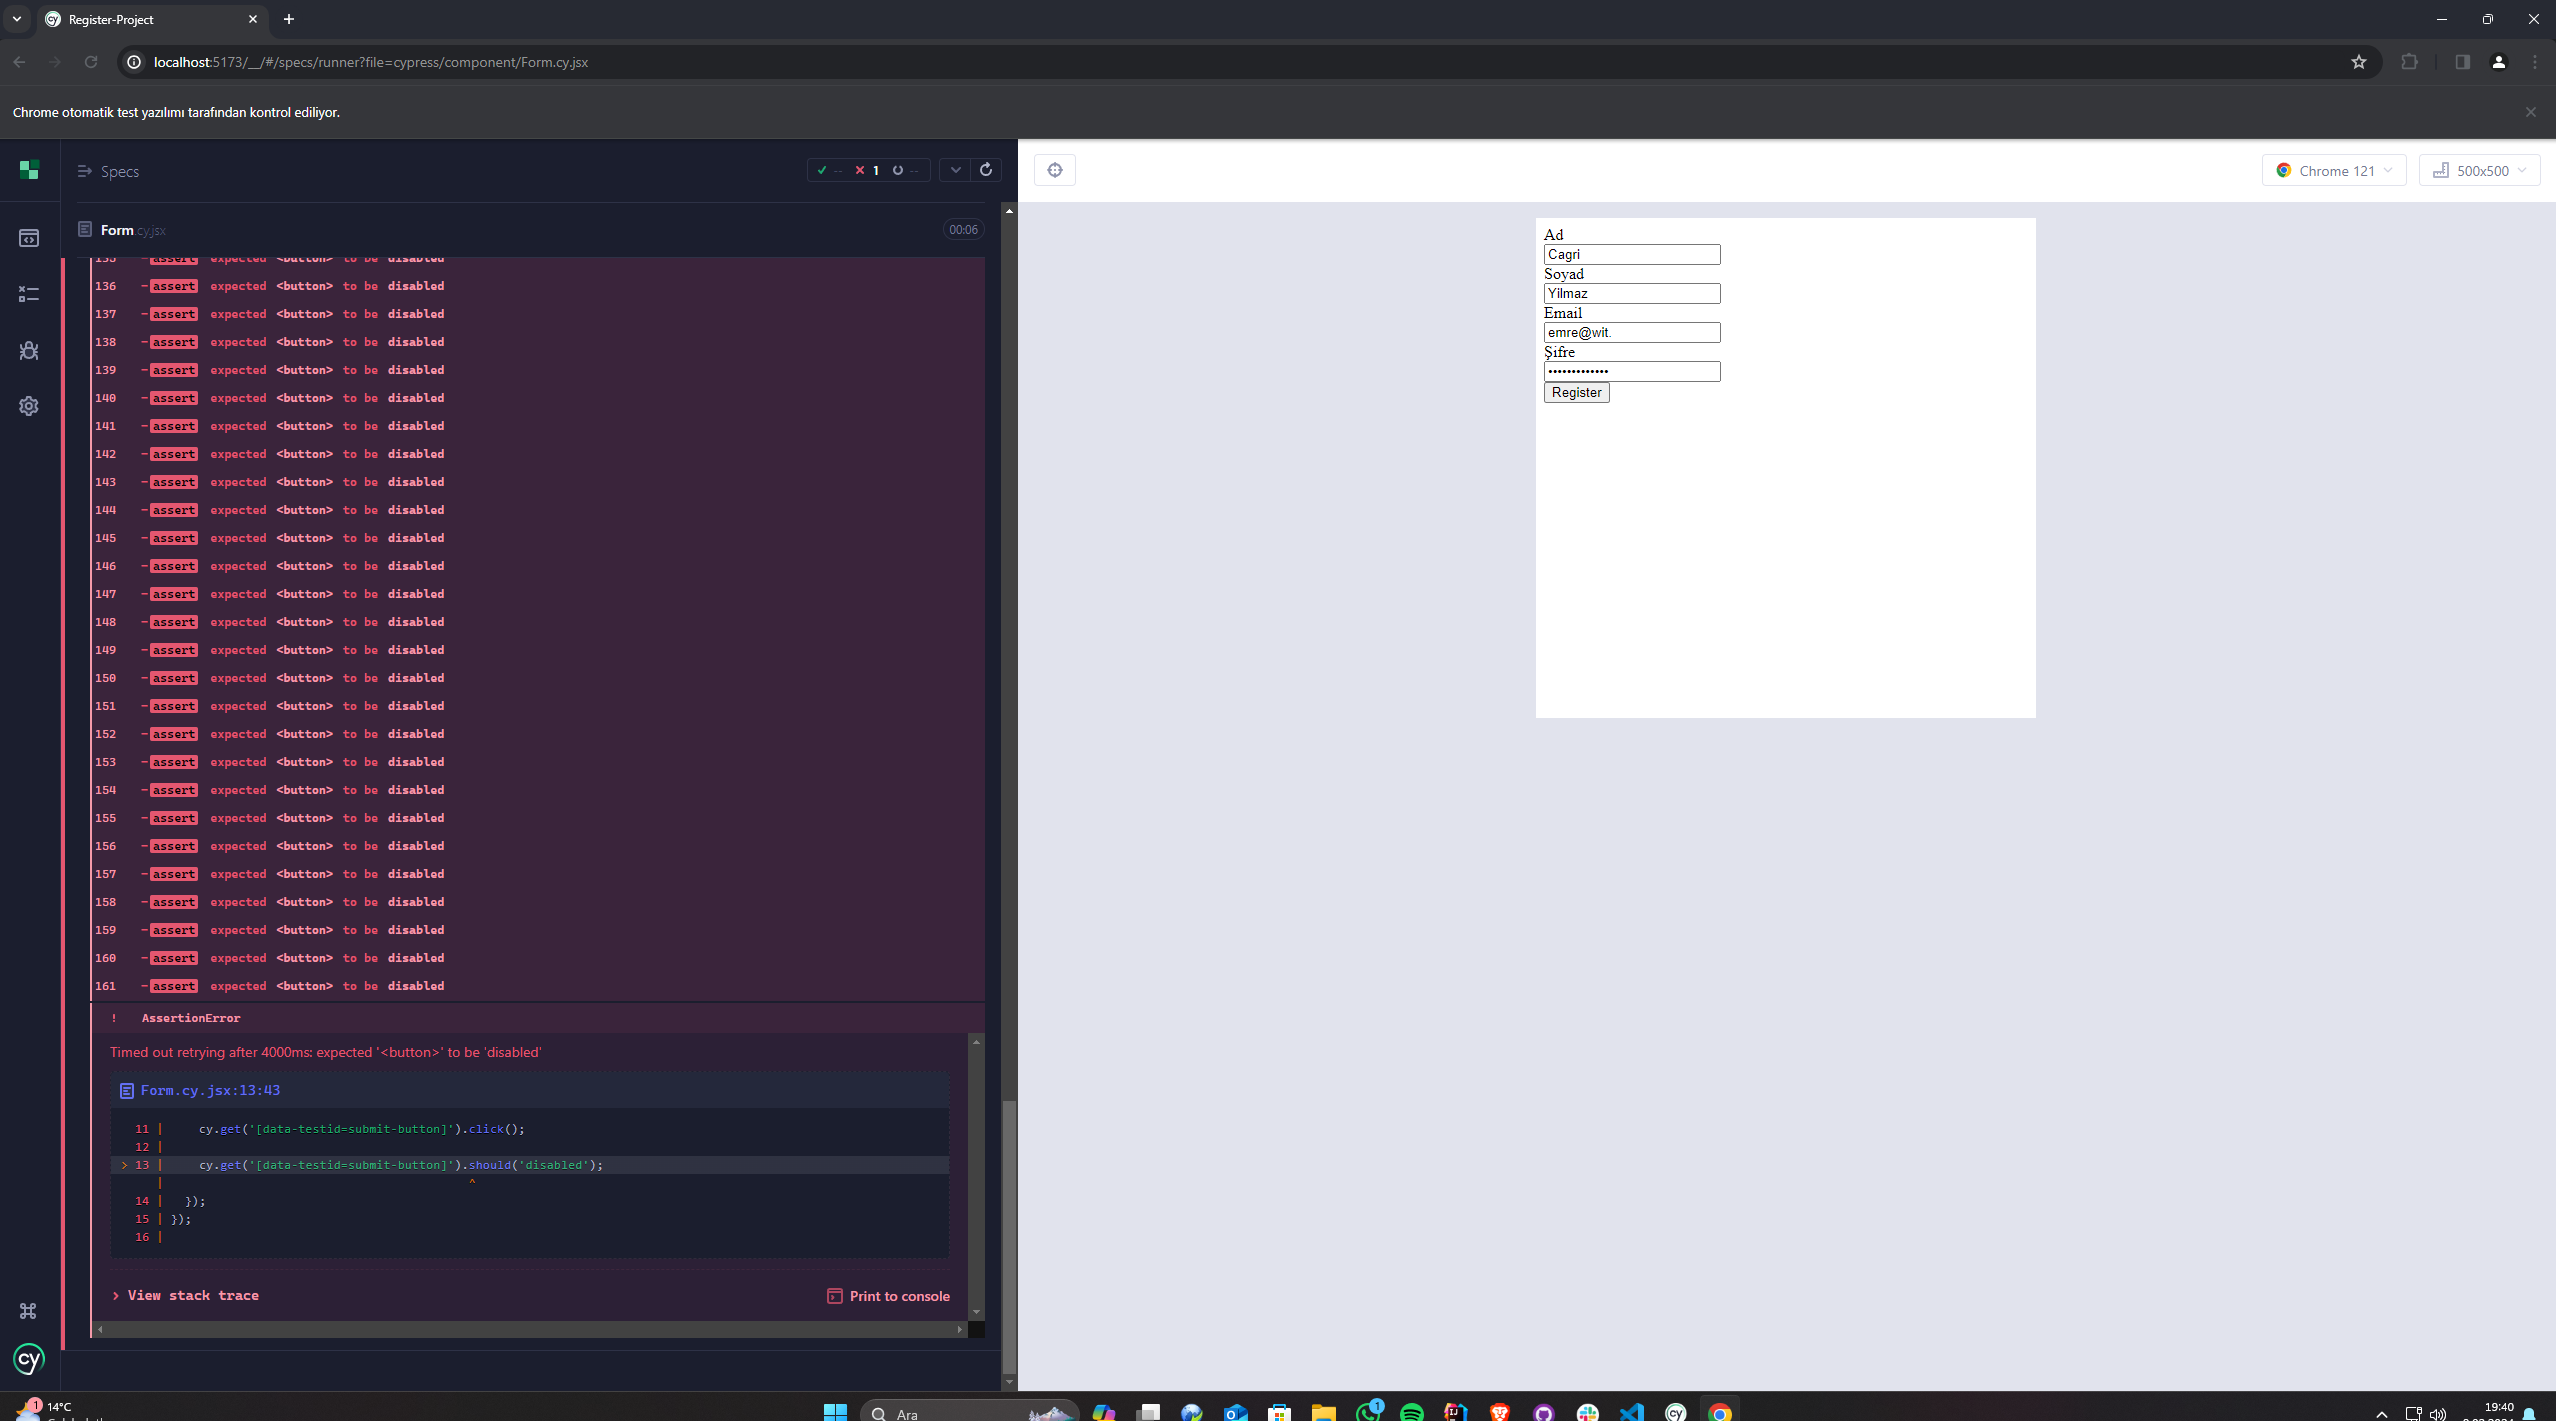 Register-Project
localhost:5173/__/#/specs/runner?file=cypress/component/Form.cy.jsx
Chrome otomatik test yazılımı tarafından kontrol ediliyor.
Specs
-- 1 --
Form.cy.jsx
00:06
135 -assert expected <button> to be disabled
136 -assert expected <button> to be disabled
137 -assert expected <button> to be disabled
138 -assert expected <button> to be disabled
139 -assert expected <button> to be disabled
140 -assert expected <button> to be disabled
141 -assert expected <button> to be disabled
142 -assert expected <button> to be disabled
143 -assert expected <button> to be disabled
144 -assert expected <button> to be disabled
145 -assert expected <button> to be disabled
146 -assert expected <button> to be disabled
147 -assert expected <button> to be disabled
148 -assert expected <button> to be disabled
149 -assert expected <button> to be disabled
150 -assert expected <button> to be disabled
151 -assert expected <button> to be disabled
152 -assert expected <button> to be disabled
153 -assert expected <button> to be disabled
154 -assert expected <button> to be disabled
155 -assert expected <button> to be disabled
156 -assert expected <button> to be disabled
157 -assert expected <button> to be disabled
158 -assert expected <button> to be disabled
159 -assert expected <button> to be disabled
160 -assert expected <button> to be disabled
161 -assert expected <button> to be disabled
! AssertionError
Timed out retrying after 4000ms: expected '<button>' to be 'disabled'
Form.cy.jsx:13:43
11 | cy.get('[data-testid=submit-button]').click();
12 |
> 13 | cy.get('[data-testid=submit-button]').should('disabled');
| ^
14 | });
15 | });
16 |
> View stack trace
Print to console
cy
Chrome 121
500x500
Ad
Cagri
Soyad
Yilmaz
Email
emre@wit.
Şifre
•••••••••••••
Register
1
14°C
Ara
1
cy
19:40